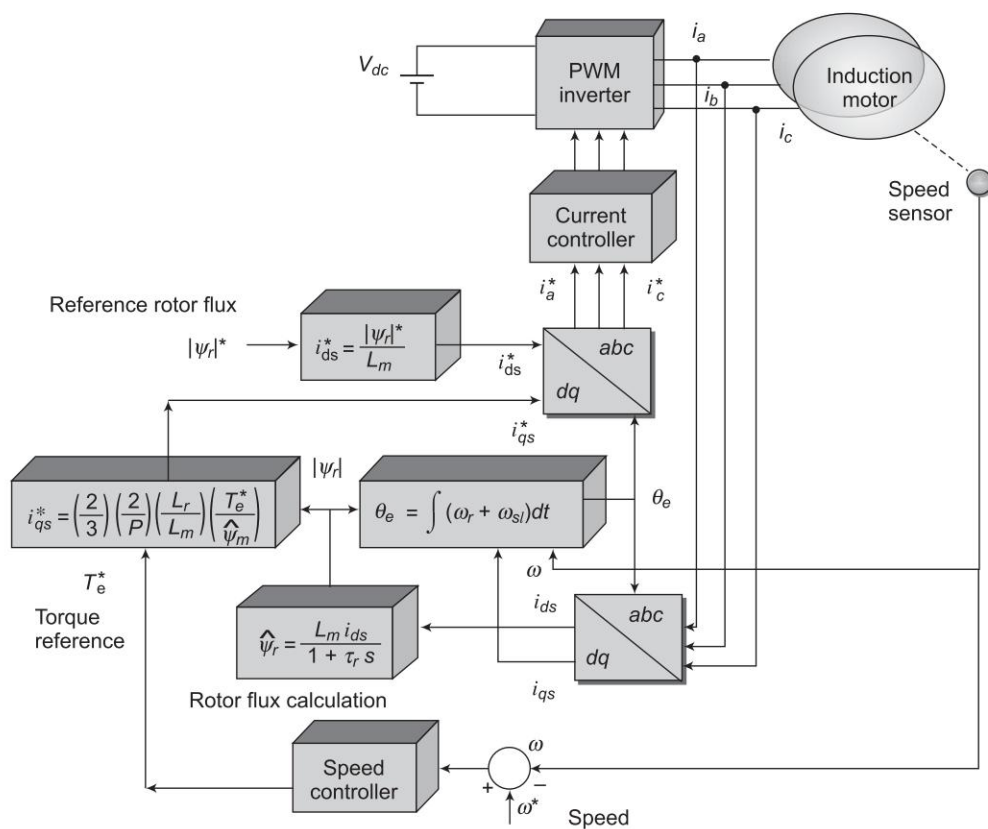 V_dc
PWM
inverter
i_a
i_b
i_c
Induction
motor
Speed
sensor
Current
controller
i_a^*
i_c^*
Reference rotor flux
|ψ_r|^*
i_ds^* = |ψ_r|^* / L_m
i_ds^*
abc
dq
i_qs^*
|ψ_r|
i_qs^* = (2/3) (2/P) (L_r/L_m) (T_e^*/ψ̂_m)
θ_e = ∫ (ω_r + ω_sl)dt
θ_e
ω
T_e^*
Torque
reference
ψ̂_r = L_m i_ds / (1 + τ_r s)
i_ds
abc
dq
i_qs
Rotor flux calculation
Speed
controller
ω
+
−
ω^*
Speed